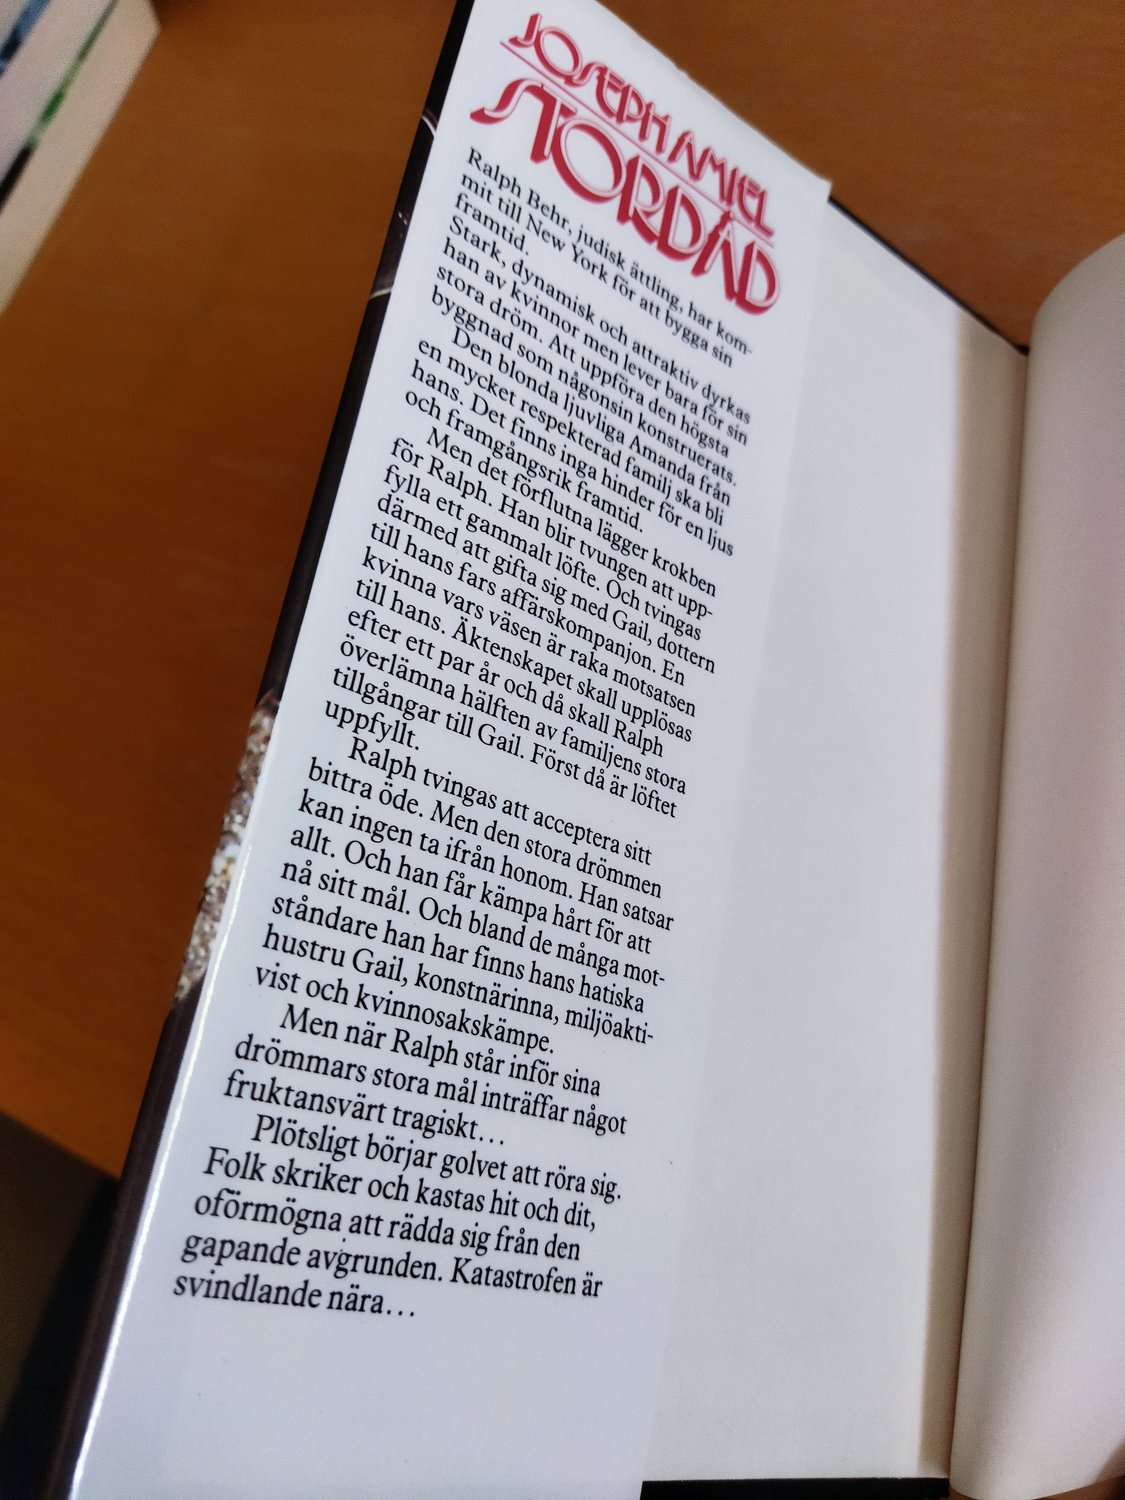 JOSEPH AMIEL
STORDÅD
Ralph Behr, judisk ättling, har kom-
mit till New York för att bygga sin
framtid.
Stark, dynamisk och attraktiv dyrkas
han av kvinnor men lever bara för sin
stora dröm. Att uppföra den högsta
byggnad som någonsin konstruerats.
Den blonda ljuvliga Amanda från
en mycket respekterad familj ska bli
hans. Det finns inga hinder för en ljus
och framgångsrik framtid.
Men det förflutna lägger krokben
för Ralph. Han blir tvungen att upp-
fylla ett gammalt löfte. Och tvingas
därmed att gifta sig med Gail, dottern
till hans fars affärskompanjon. En
kvinna vars väsen är raka motsatsen
till hans. Äktenskapet skall upplösas
efter ett par år och då skall Ralph
överlämna hälften av familjens stora
tillgångar till Gail. Först då är löftet
uppfyllt.
Ralph tvingas att acceptera sitt
bittra öde. Men den stora drömmen
kan ingen ta ifrån honom. Han satsar
allt. Och han får kämpa hårt för att
nå sitt mål. Och bland de många mot-
ståndare han har finns hans hatiska
hustru Gail, konstnärinna, miljöakti-
vist och kvinnosakskämpe.
Men när Ralph står inför sina
drömmars stora mål inträffar något
fruktansvärt tragiskt…
Plötsligt börjar golvet att röra sig.
Folk skriker och kastas hit och dit,
oförmögna att rädda sig från den
gapande avgrunden. Katastrofen är
svindlande nära…